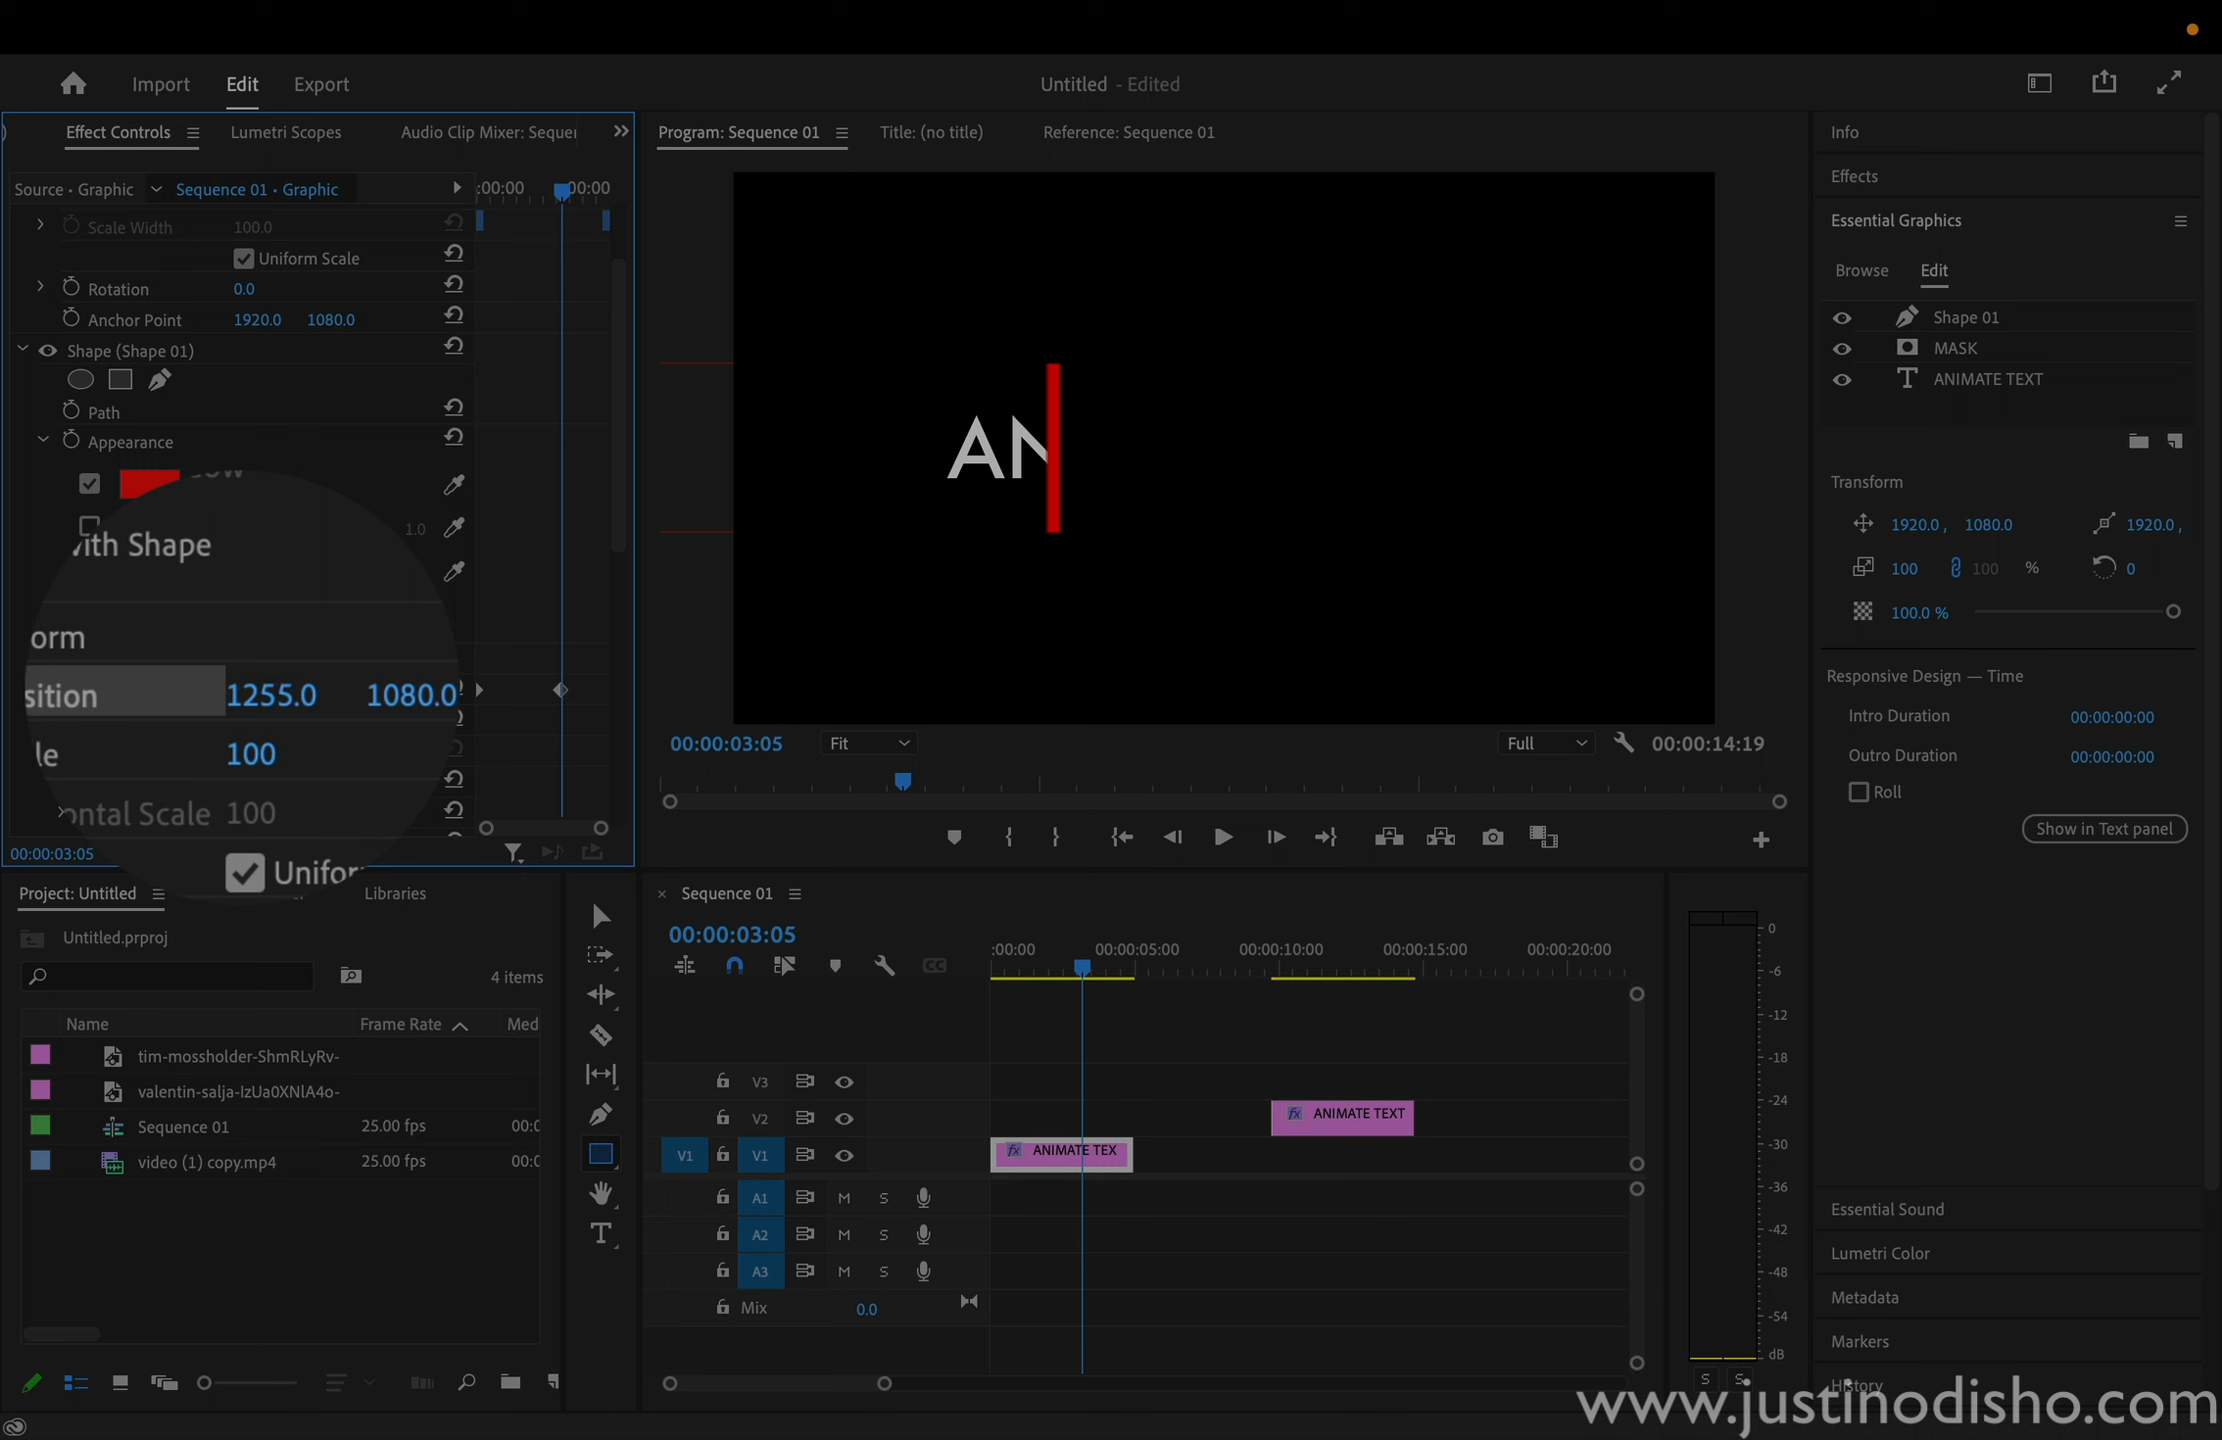 Import Edit Export
Untitled - Edited
Effect Controls Lumetri Scopes Audio Clip Mixer: Sequer
Source • Graphic Sequence 01 • Graphic
:00:00 00:00
Scale Width 100.0
Uniform Scale
Rotation 0.0
Anchor Point 1920.0 1080.0
Shape (Shape 01)
Path
Appearance
1.0
ith Shape
orm
sition 1255.0 1080.0
le 100
ontal Scale 100
Unifor
00:00:03:05
Program: Sequence 01 Title: (no title) Reference: Sequence 01
AN
00:00:03:05 Fit Full 00:00:14:19
Info
Effects
Essential Graphics
Browse Edit
Shape 01
MASK
ANIMATE TEXT
Transform
1920.0 , 1080.0 1920.0 ,
100 100 % 0
100.0 %
Responsive Design — Time
Intro Duration 00:00:00:00
Outro Duration 00:00:00:00
Roll
Show in Text panel
Essential Sound
Lumetri Color
Metadata
Markers
History
Project: Untitled Libraries
Untitled.prproj
4 items
Name Frame Rate Med
tim-mossholder-ShmRLyRv-
valentin-salja-IzUa0XNlA4o-
Sequence 01 25.00 fps 00:0
video (1) copy.mp4 25.00 fps 00:0
× Sequence 01
00:00:03:05
:00:00 00:00:05:00 00:00:10:00 00:00:15:00 00:00:20:00
V3
V2 fx ANIMATE TEXT
V1 V1 fx ANIMATE TEX
A1 M S
A2 M S
A3 M S
Mix 0.0
0
-6
-12
-18
-24
-30
-36
-42
-48
-54
dB
S S
www.justinodisho.com